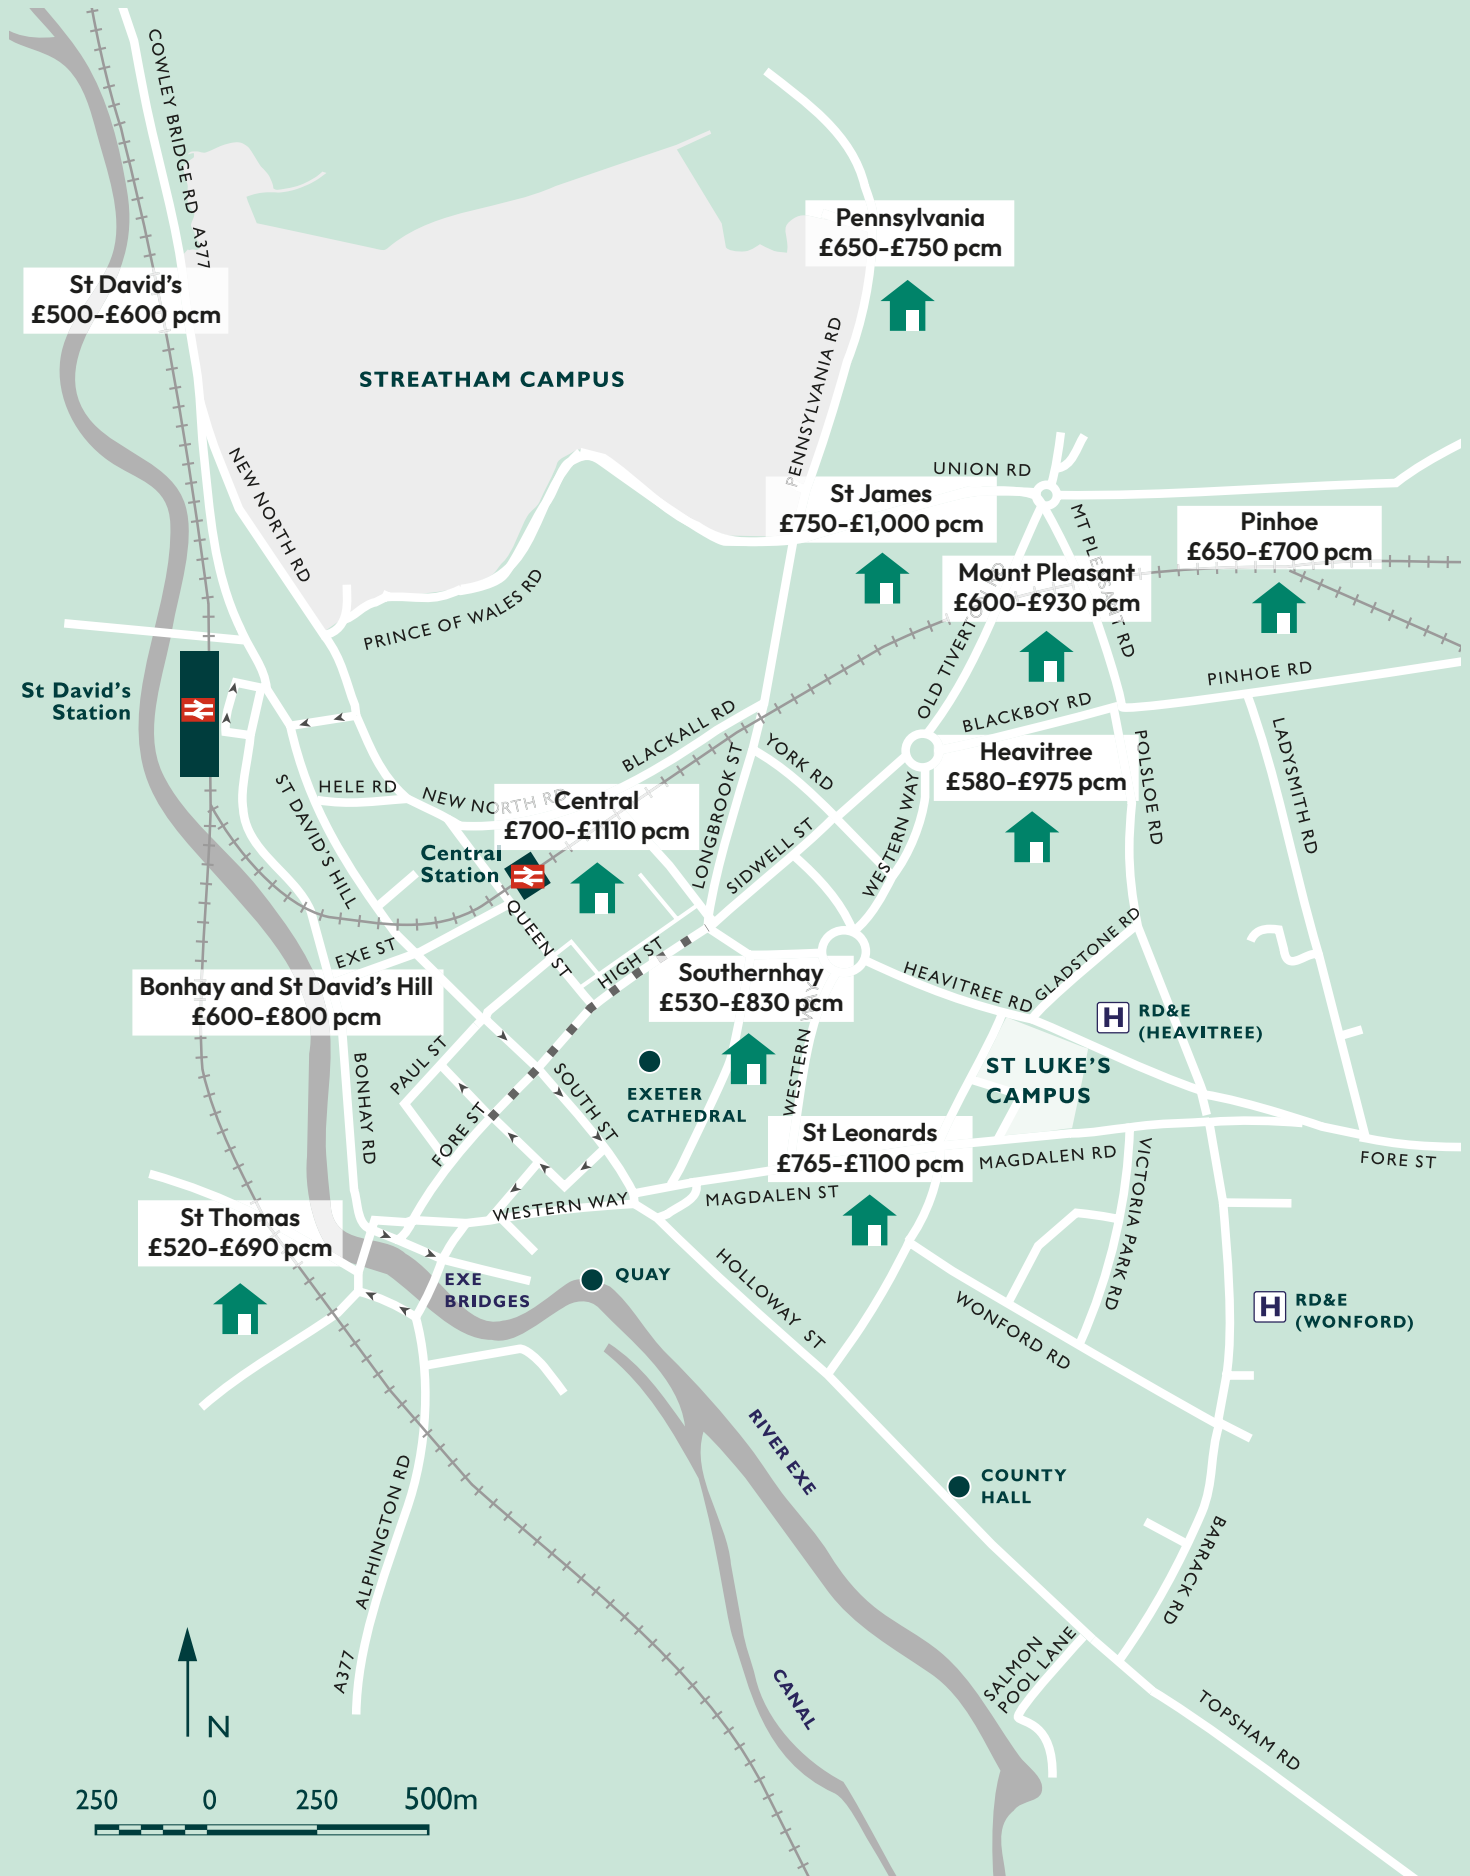 COWLEY BRIDGE RD A377
Pennsylvania
£650-£750 pcm
St David's
£500-£600 pcm
STREATHAM CAMPUS
PENNSYLVANIA RD
NEW NORTH RD
UNION RD
St James
£750-£1,000 pcm
MT PLEASANT RD
Pinhoe
£650-£700 pcm
Mount Pleasant
£600-£930 pcm
PRINCE OF WALES RD
OLD TIVERTON RD
PINHOE RD
St David's
Station
BLACKALL RD
BLACKBOY RD
LADYSMITH RD
YORK RD
POLSLOE RD
Heavitree
£580-£975 pcm
LONGBROOK ST
HELE RD
NEW NORTH RD
ST DAVID'S HILL
Central
£700-£1110 pcm
SIDWELL ST
WESTERN WAY
Central
Station
QUEEN ST
EXE ST
HIGH ST
GLADSTONE RD
HEAVITREE RD
Bonhay and St David's Hill
£600-£800 pcm
Southernhay
£530-£830 pcm
H
RD&E
(HEAVITREE)
PAUL ST
BONHAY RD
SOUTH ST
EXETER
CATHEDRAL
WESTERN WAY
ST LUKE'S
CAMPUS
FORE ST
St Leonards
£765-£1100 pcm
MAGDALEN RD
FORE ST
VICTORIA PARK RD
MAGDALEN ST
WESTERN WAY
St Thomas
£520-£690 pcm
EXE
BRIDGES
QUAY
HOLLOWAY ST
WONFORD RD
H
RD&E
(WONFORD)
RIVER EXE
ALPHINGTON RD
COUNTY
HALL
BARRACK RD
A377
SALMON
POOL LANE
CANAL
TOPSHAM RD
N
250 0 250 500m